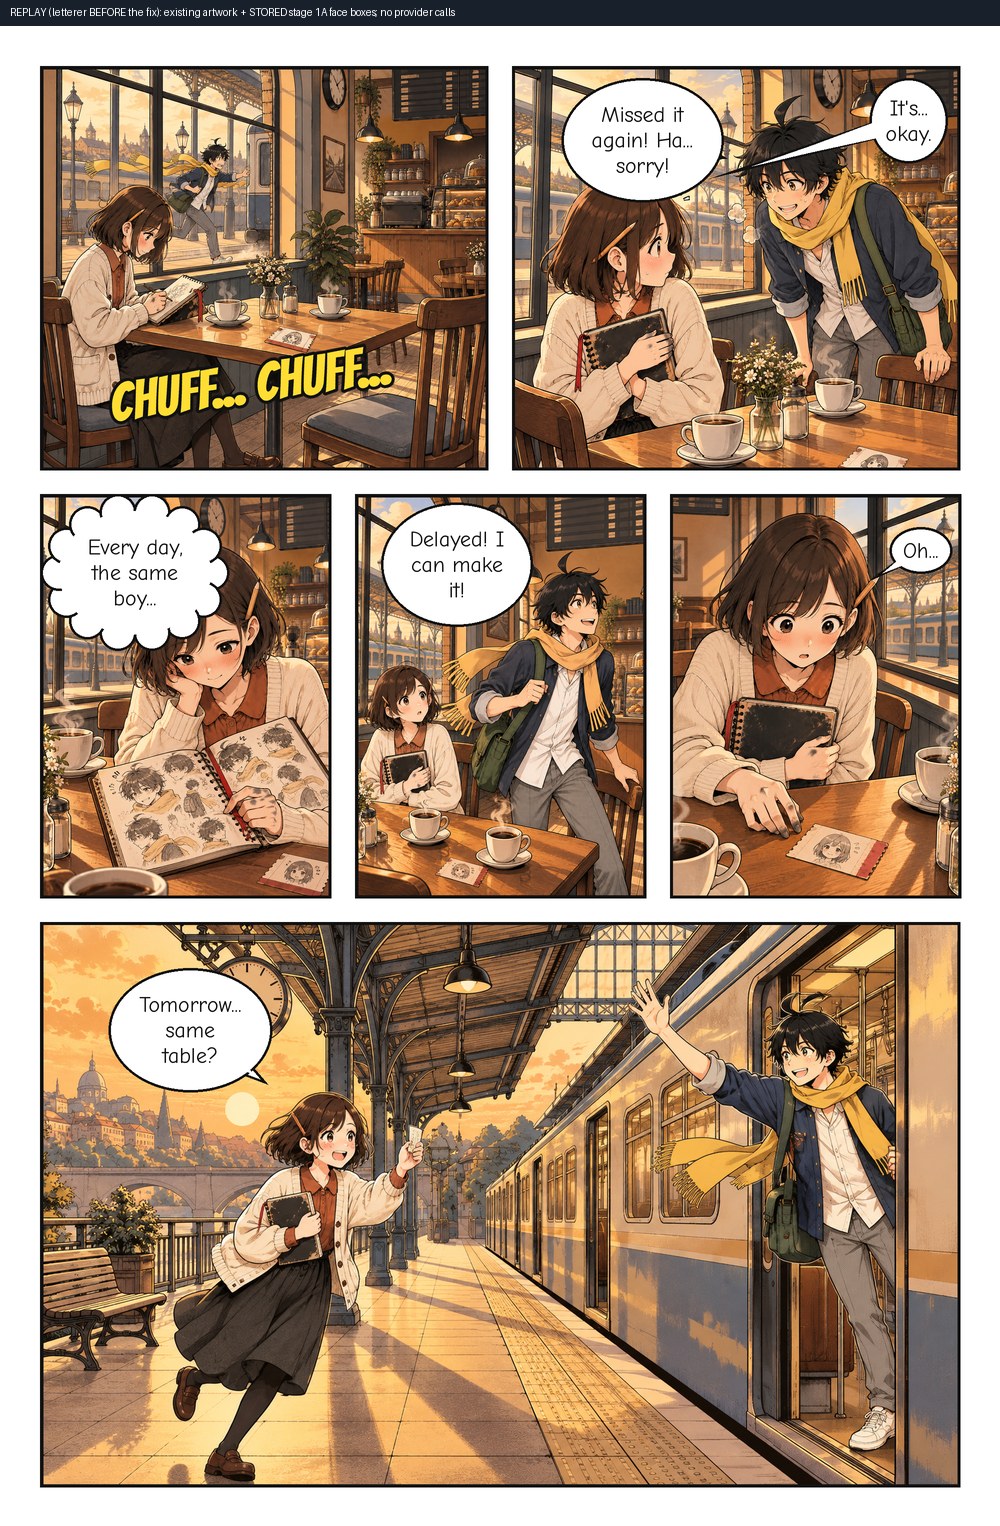 REPLAY (letterer BEFORE the fix): existing artwork + STORED stage 1A face boxes; no provider calls
CHUFF... CHUFF...
Missed it
again! Ha...
sorry!
It's...
okay.
Every day,
the same
boy...
Delayed! I
can make
it!
Oh...
Tomorrow...
same
table?